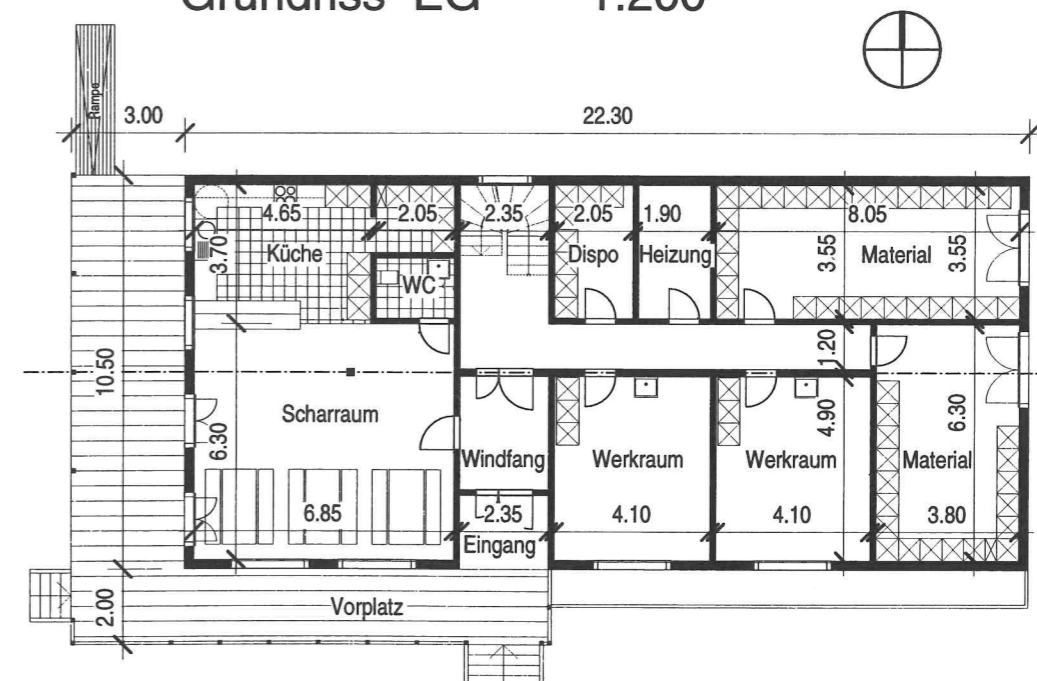 Grundriss EG 1:200
Rampe
3.00
22.30
4.65
2.05
2.35
2.05
1.90
8.05
3.70
Küche
WC
Dispo
Heizung
3.55
Material
3.55
10.50
1.20
Scharraum
6.30
Windfang
Werkraum
Werkraum
4.90
Material
6.30
6.85
2.35
4.10
4.10
3.80
Eingang
2.00
Vorplatz